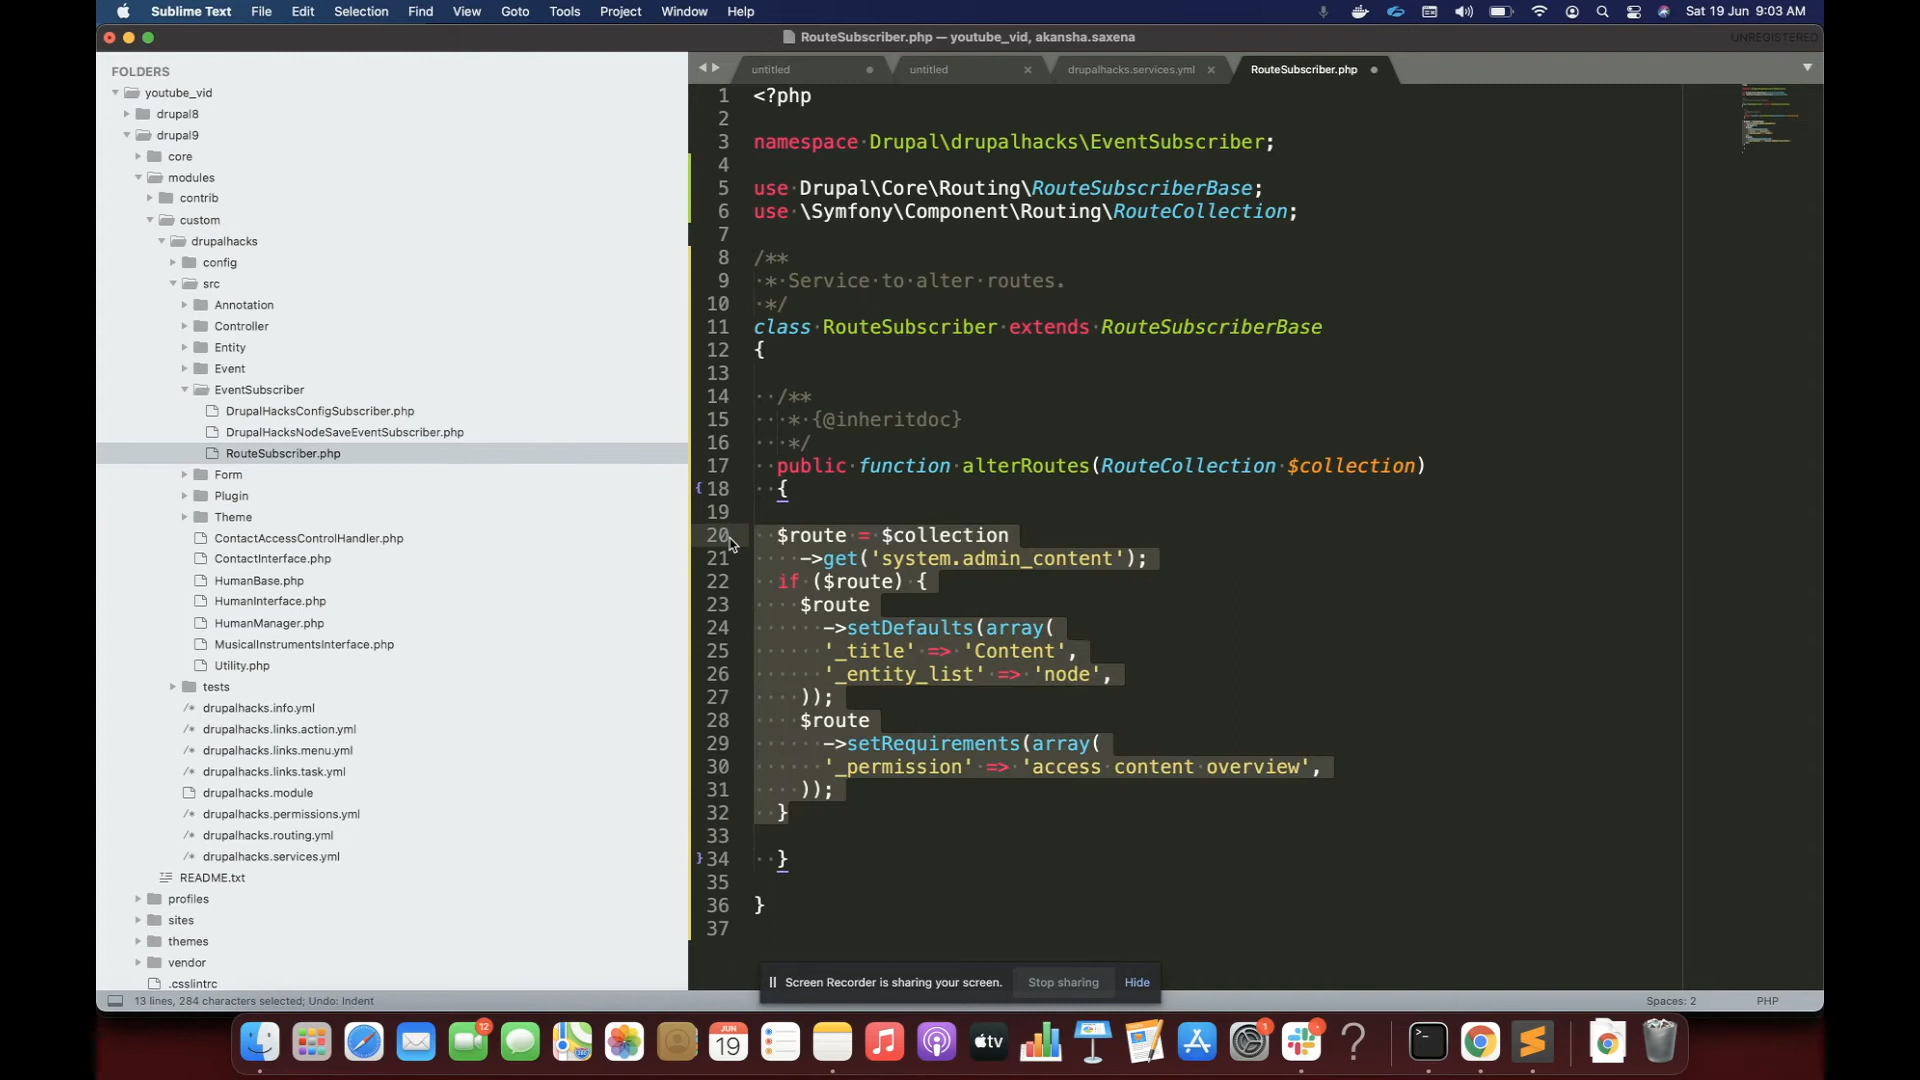 Sublime Text File Edit Selection Find View Goto Tools Project Window Help Sat 19 Jun 9:03 AM
RouteSubscriber.php — youtube_vid, akansha.saxena UNREGISTERED
FOLDERS
youtube_vid
drupal8
drupal9
core
modules
contrib
custom
drupalhacks
config
src
Annotation
Controller
Entity
Event
EventSubscriber
DrupalHacksConfigSubscriber.php
DrupalHacksNodeSaveEventSubscriber.php
RouteSubscriber.php
Form
Plugin
Theme
ContactAccessControlHandler.php
ContactInterface.php
HumanBase.php
HumanInterface.php
HumanManager.php
MusicalInstrumentsInterface.php
Utility.php
tests
/* drupalhacks.info.yml
/* drupalhacks.links.action.yml
/* drupalhacks.links.menu.yml
/* drupalhacks.links.task.yml
drupalhacks.module
/* drupalhacks.permissions.yml
/* drupalhacks.routing.yml
/* drupalhacks.services.yml
README.txt
profiles
sites
themes
vendor
.csslintrc
untitled untitled drupalhacks.services.yml RouteSubscriber.php
1 <?php
2
3 namespace Drupal\drupalhacks\EventSubscriber;
4
5 use Drupal\Core\Routing\RouteSubscriberBase;
6 use \Symfony\Component\Routing\RouteCollection;
7
8 /**
9 * Service to alter routes.
10 */
11 class RouteSubscriber extends RouteSubscriberBase
12 {
13
14 /**
15 * {@inheritdoc}
16 */
17 public function alterRoutes(RouteCollection $collection)
18 {
19
20 $route = $collection
21 ->get('system.admin_content');
22 if ($route) {
23 $route
24 ->setDefaults(array(
25 '_title' => 'Content',
26 '_entity_list' => 'node',
27 ));
28 $route
29 ->setRequirements(array(
30 '_permission' => 'access content overview',
31 ));
32 }
33
34 }
35
36 }
37
Screen Recorder is sharing your screen. Stop sharing Hide
13 lines, 284 characters selected; Undo: Indent Spaces: 2 PHP
12
JUN
19
tv
1